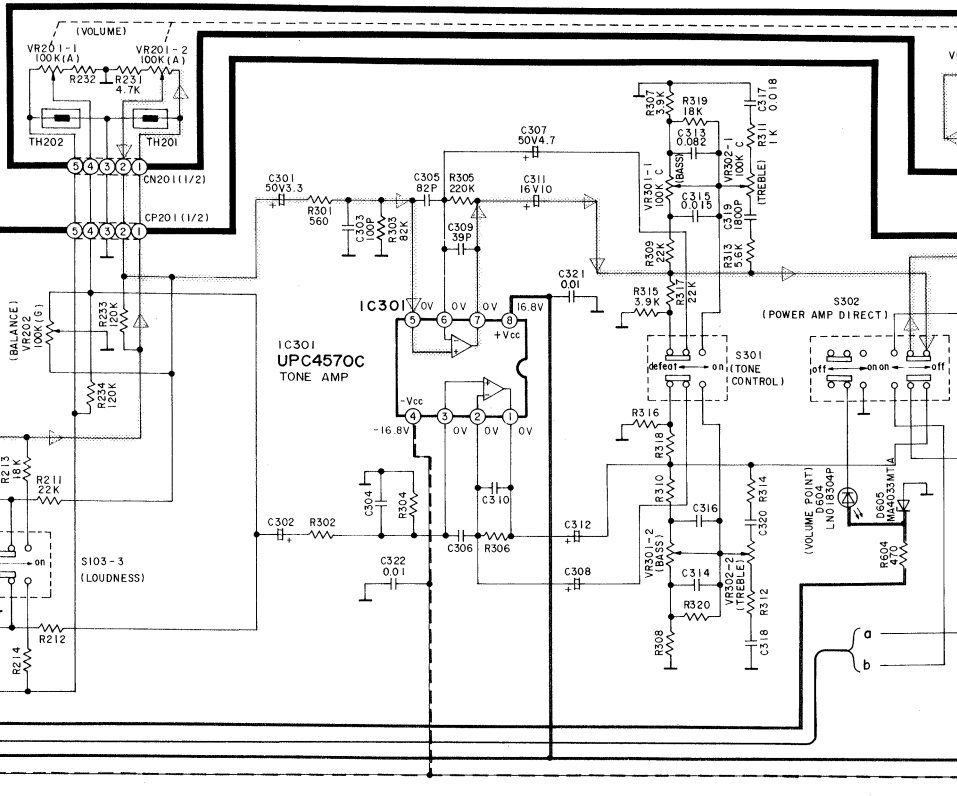 (VOLUME)
VR201-1
100K(A)
VR201-2
100K(A)
R232
R231
4.7K
TH202
TH201
5 4 3 2 1
CN201(1/2)
CP201(1/2)
5 4 3 2 1
(BALANCE)
VR202
100K(G)
R233
120K
R234
120K
R213
18K
R211
22K
on
S103-3
(LOUDNESS)
R212
R214
C301
50V3.3
R301
560
C303
100P
R303
82K
C305
82P
R305
220K
C309
39P
C307
50V4.7
C311
16V10
IC301
0V
0V
0V
16.8V
5
6
7
8
+Vcc
IC301
UPC4570C
TONE AMP
-Vcc
4
3
2
1
-16.8V
0V
0V
0V
C321
0.01
C304
R304
C310
C302
R302
C306
R306
C312
C322
0.01
C308
R307
3.9K
R319
18K
C313
0.082
VR301-1
100K C
(BASS)
C315
0.015
R309
22K
R315
3.9K
R317
22K
C317
0.018
R311
1K
VR302-1
100K C
(TREBLE)
C319
1800P
R313
5.6K
defeat
on
S301
(TONE
CONTROL)
R316
R318
R310
C316
VR301-2
(BASS)
C314
R320
R308
R314
C320
VR302-2
(TREBLE)
R312
C318
S302
(POWER AMP DIRECT)
off
on
on
off
(VOLUME POINT)
D604
LN018304P
D605
MA4033MTA
R604
470
a
b
V